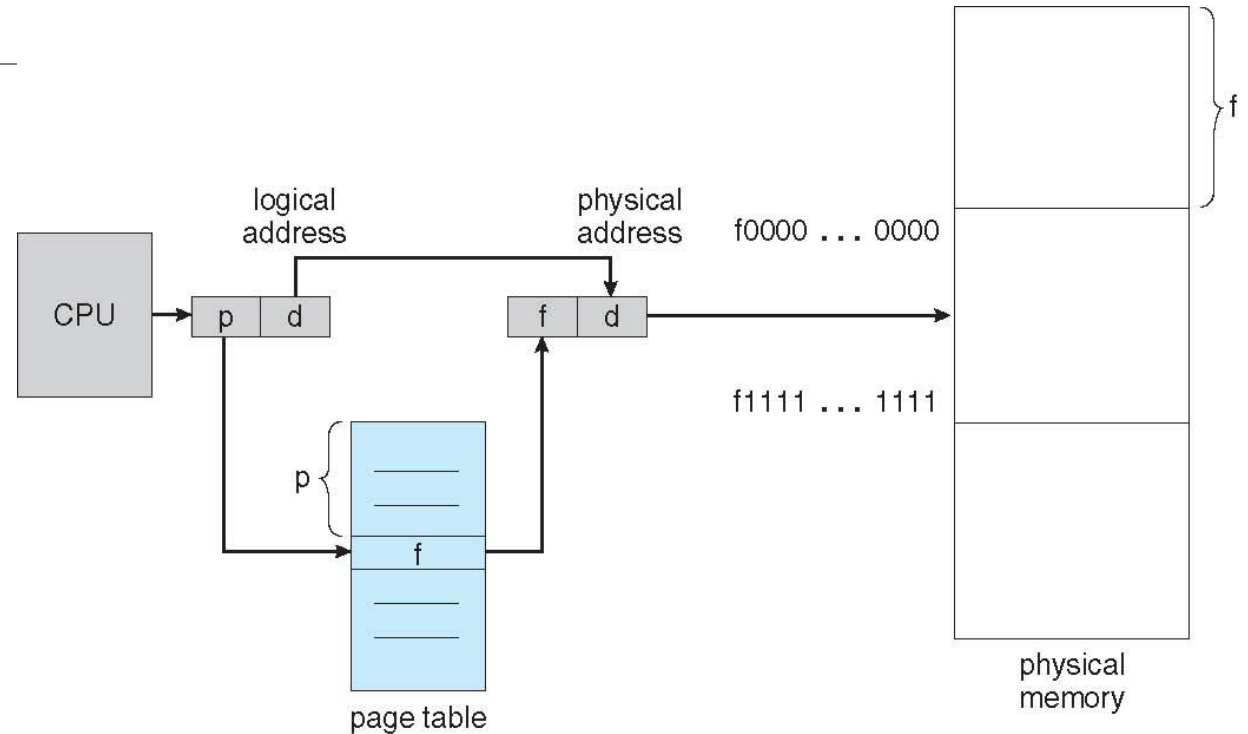 f
logical
address
physical
address
f0000 ... 0000
CPU
p d
f d
f1111 ... 1111
p
f
page table
physical
memory